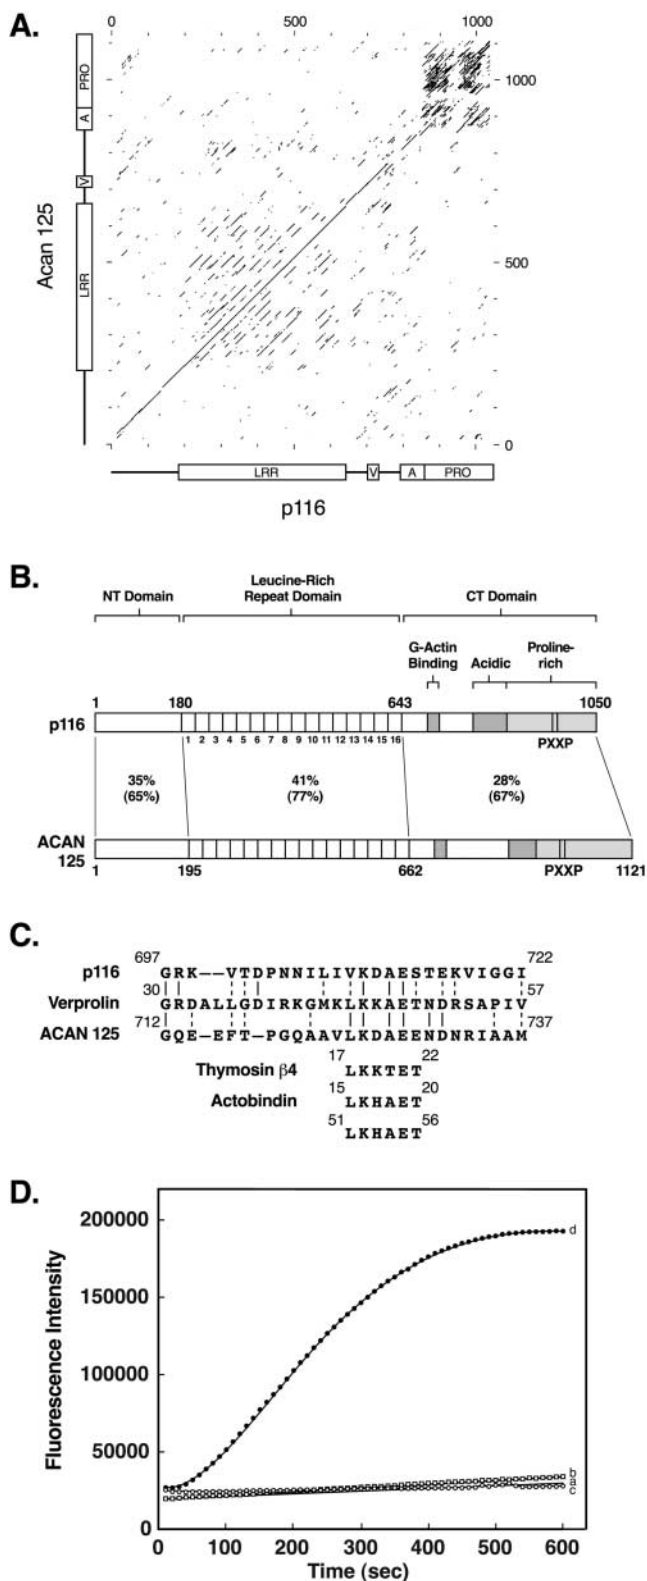 A.
0 500 1000
PRO
A
V
LRR
Acan 125
1000
500
0
LRR V A PRO
p116
B.
NT Domain
Leucine-Rich
Repeat Domain
CT Domain
G-Actin
Binding
Acidic
Proline-
rich
1 180 643 1050
p116
1 2 3 4 5 6 7 8 9 10 11 12 13 14 15 16
PXXP
35%
(65%)
41%
(77%)
28%
(67%)
ACAN
125
1 195 662 PXXP 1121
C.
697 722
p116 GRK——VTDPNNILIVKDAESTEKVIGGI
30 57
Verprolin GRDALLGDIRKGMKLKKAETNDRSAPIV
712 737
ACAN 125 GQE—EFT—PGQAAVLKDAEENDNRIAAM
17 22
Thymosin β4 LKKTET
15 20
Actobindin LKHAET
51 56
LKHAET
D.
200000
150000
100000
50000
0
Fluorescence Intensity
d
b
a
c
0 100 200 300 400 500 600
Time (sec)